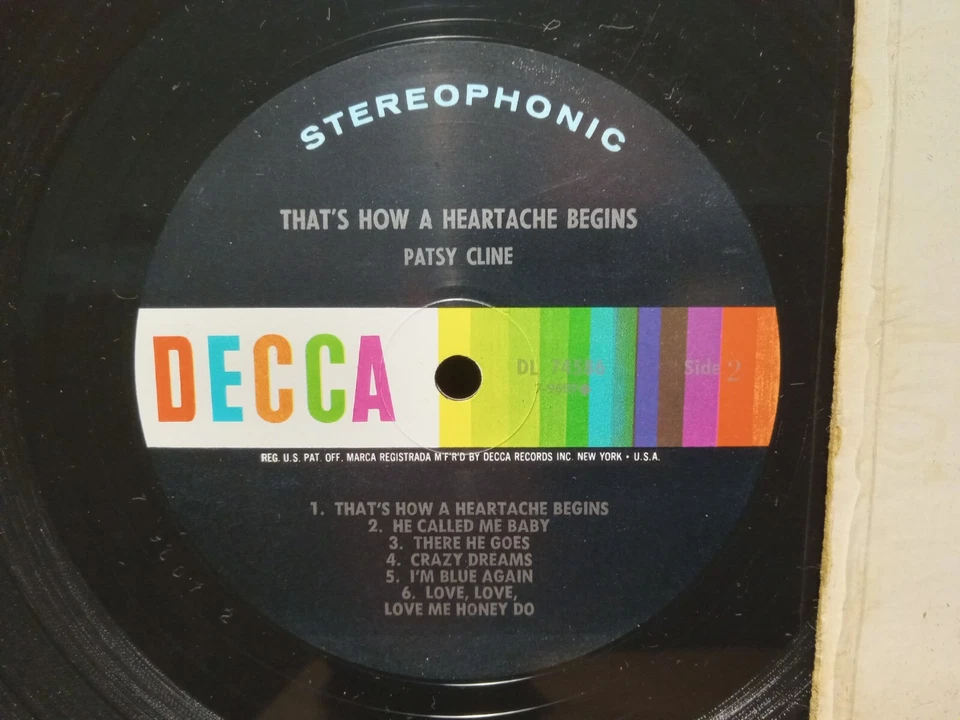 STEREOPHONIC
THAT'S HOW A HEARTACHE BEGINS
PATSY CLINE
DECCA
DL 74586 Side 2
REG. U.S. PAT. OFF. MARCA REGISTRADA M'F'R'D BY DECCA RECORDS INC. NEW YORK • U.S.A.
1. THAT'S HOW A HEARTACHE BEGINS
2. HE CALLED ME BABY
3. THERE HE GOES
4. CRAZY DREAMS
5. I'M BLUE AGAIN
6. LOVE, LOVE,
LOVE ME HONEY DO